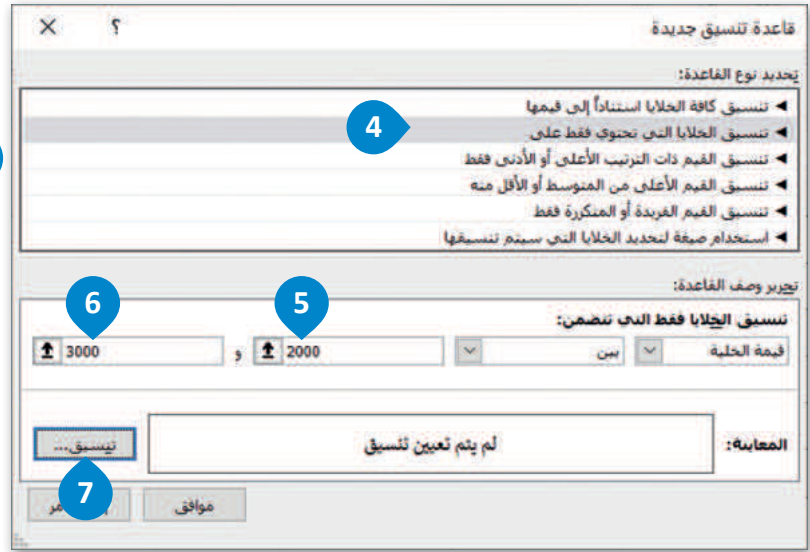 قاعدة تنسيق جديدة ؟ ×
تحديد نوع القاعدة:
◄ تنسيق كافة الخلايا استناداً إلى قيمها
◄ تنسيق الخلايا التي تحتوي فقط على 4
◄ تنسيق القيم ذات الترتيب الأعلى أو الأدنى فقط
◄ تنسيق القيم الأعلى من المتوسط أو الأقل منه
◄ تنسيق القيم الفريدة أو المتكررة فقط
◄ استخدام صيغة لتحديد الخلايا التي سيتم تنسيقها
تحرير وصف القاعدة:
5 6
تنسيق الخلايا فقط التي تتضمن:
قيمة الخلية بين 2000 و 3000
المعاينة: لم يتم تعيين تنسيق تنسيق...
7
موافق